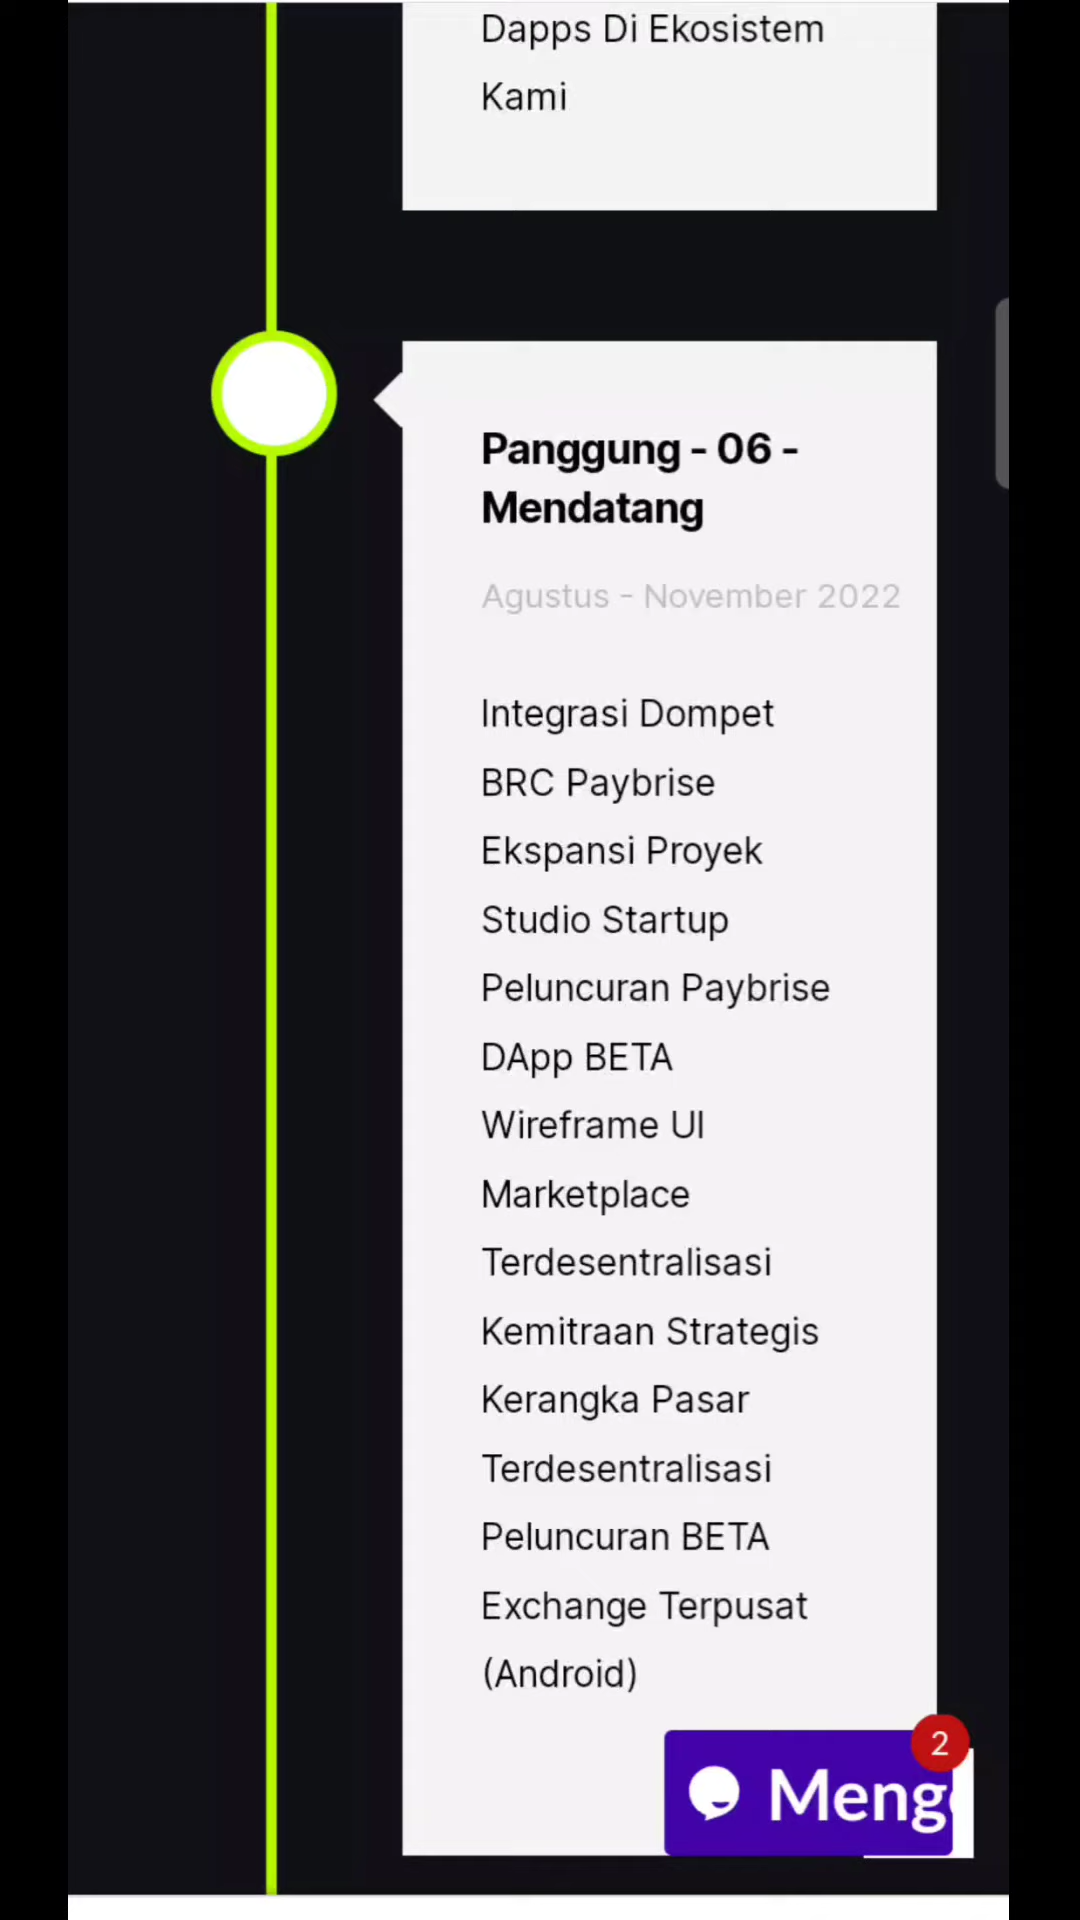 Dapps Di Ekosistem
Kami
Panggung - 06 -
Mendatang
Agustus - November 2022
Integrasi Dompet
BRC Paybrise
Ekspansi Proyek
Studio Startup
Peluncuran Paybrise
DApp BETA
Wireframe UI
Marketplace
Terdesentralisasi
Kemitraan Strategis
Kerangka Pasar
Terdesentralisasi
Peluncuran BETA
Exchange Terpusat
(Android)
2